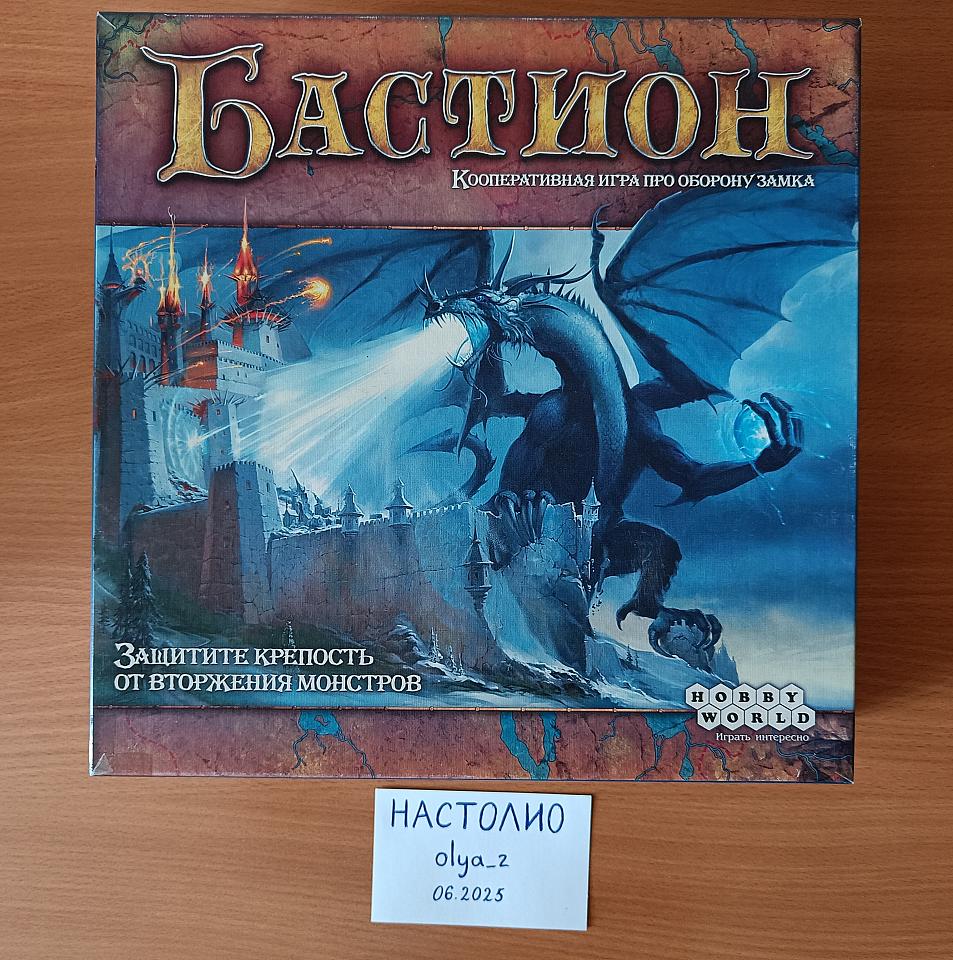 БАСТИОН
КООПЕРАТИВНАЯ ИГРА ПРО ОБОРОНУ ЗАМКА
ЗАЩИТИТЕ КРЕПОСТЬ
ОТ ВТОРЖЕНИЯ МОНСТРОВ
HOBBY
WORLD
Играть интересно
НАСТОЛИО
olya_z
06.2025